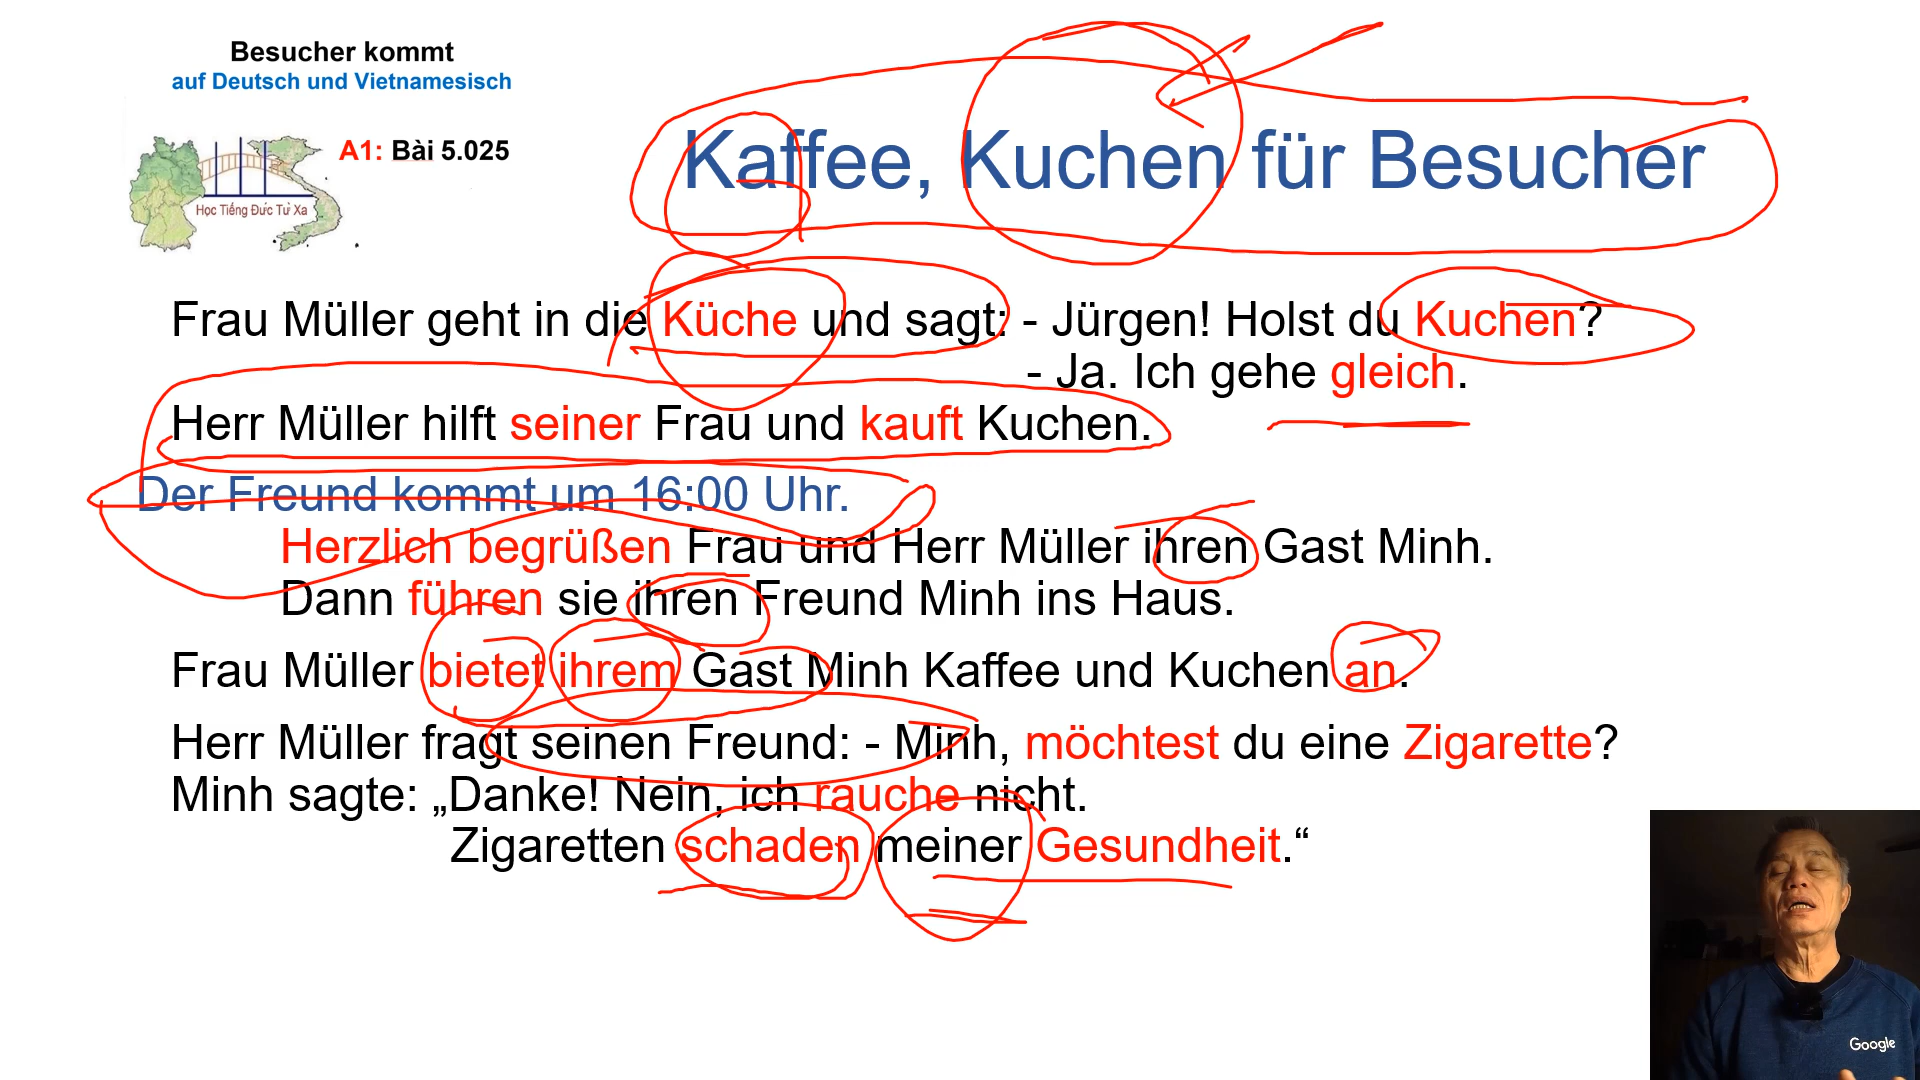 Besucher kommt
auf Deutsch und Vietnamesisch
A1: Bài 5.025
Học Tiếng Đức Từ Xa
Kaffee, Kuchen für Besucher
Frau Müller geht in die Küche und sagt: - Jürgen! Holst du Kuchen?
- Ja. Ich gehe gleich.
Herr Müller hilft seiner Frau und kauft Kuchen.
Der Freund kommt um 16:00 Uhr.
Herzlich begrüßen Frau und Herr Müller ihren Gast Minh.
Dann führen sie ihren Freund Minh ins Haus.
Frau Müller bietet ihrem Gast Minh Kaffee und Kuchen an.
Herr Müller fragt seinen Freund: - Minh, möchtest du eine Zigarette?
Minh sagte: „Danke! Nein, ich rauche nicht.
Zigaretten schaden meiner Gesundheit.“
Google